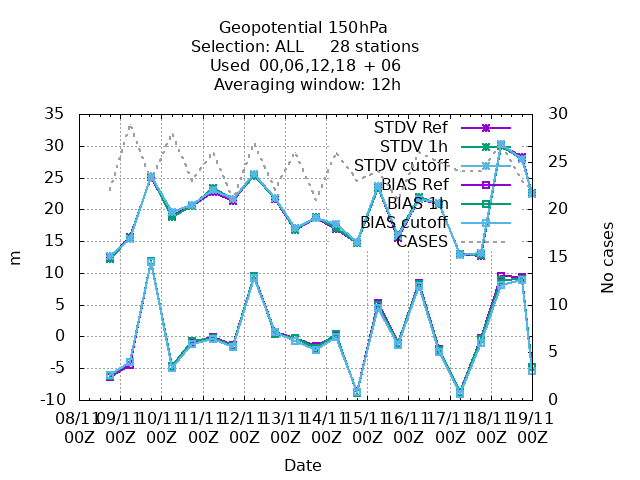 Geopotential 150hPa
Selection: ALL     28 stations
Used 00,06,12,18 + 06
Averaging window: 12h
35
30
25
20
15
10
5
0
-5
-10
m
30
25
20
15
10
5
0
No cases
STDV Ref
STDV 1h
STDV cutoff
BIAS Ref
BIAS 1h
BIAS cutoff
CASES
08/11 09/11 10/11 11/11 12/11 13/11 14/11 15/11 16/11 17/11 18/11 19/11
00Z 00Z 00Z 00Z 00Z 00Z 00Z 00Z 00Z 00Z 00Z 00Z
Date